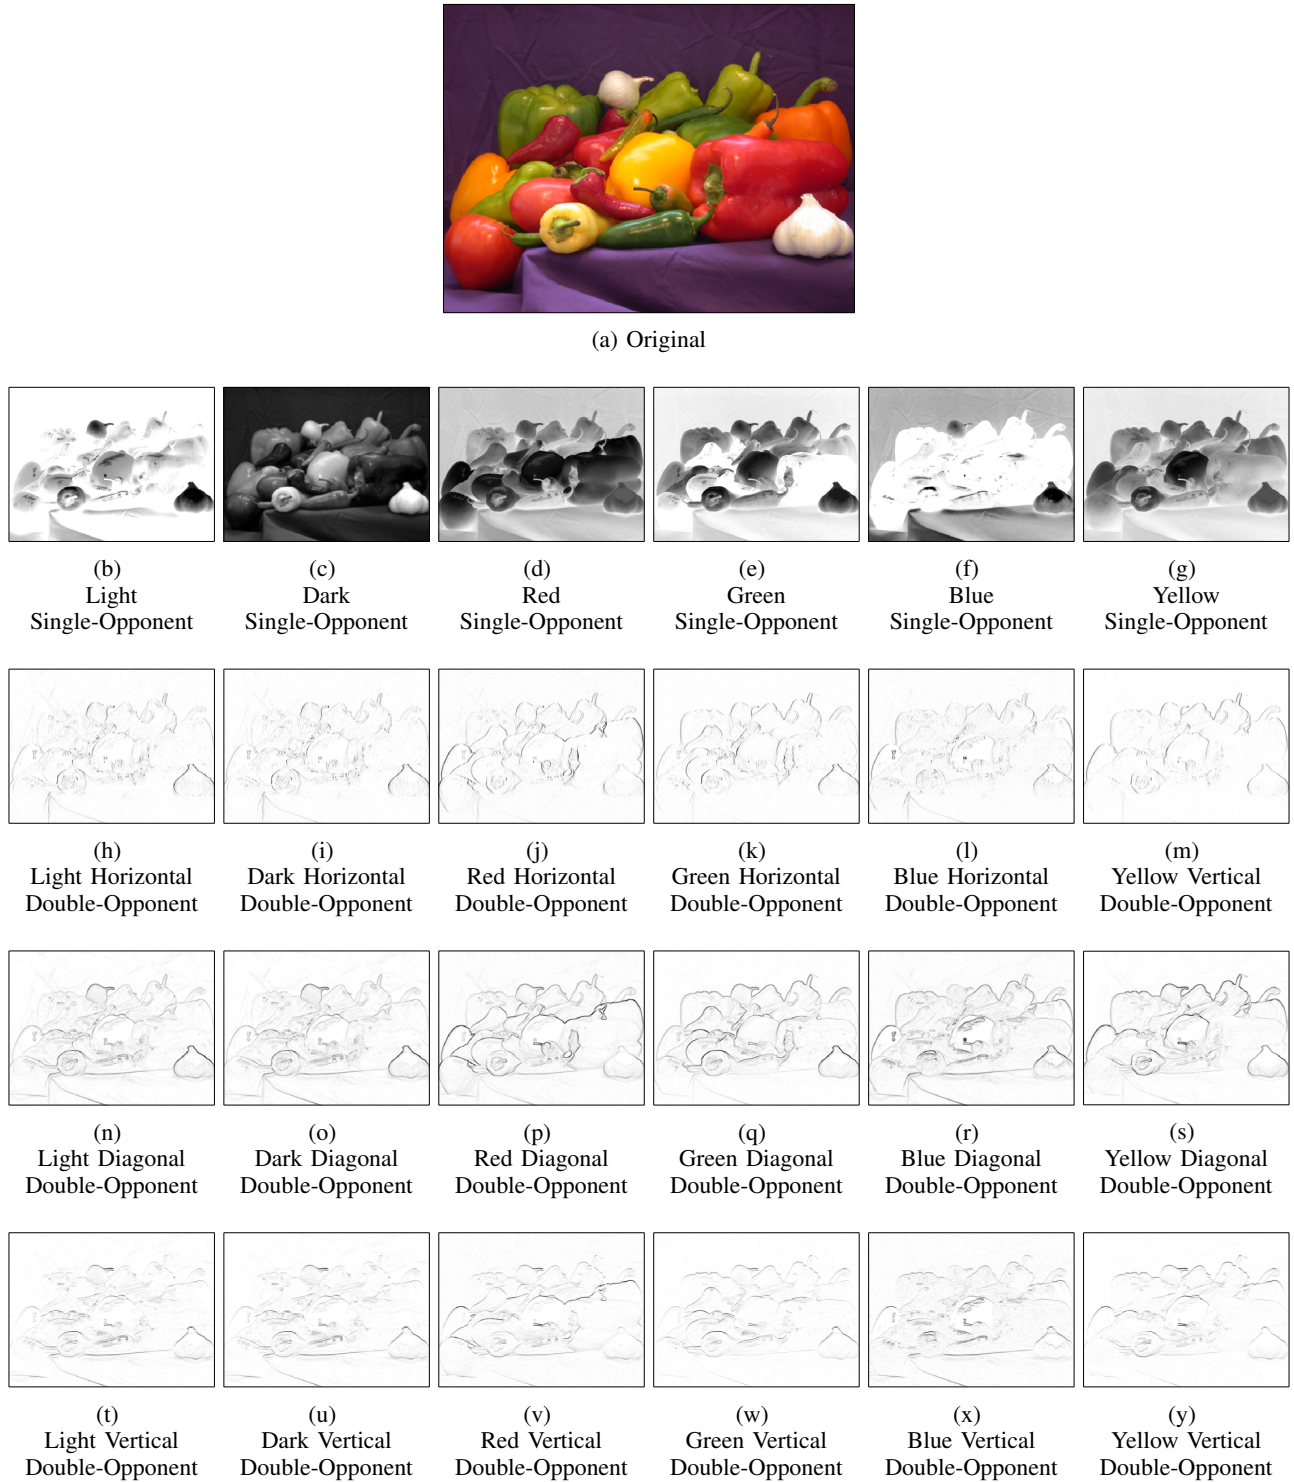 (a) Original
(b)
Light
Single-Opponent
(c)
Dark
Single-Opponent
(d)
Red
Single-Opponent
(e)
Green
Single-Opponent
(f)
Blue
Single-Opponent
(g)
Yellow
Single-Opponent
(h)
Light Horizontal
Double-Opponent
(i)
Dark Horizontal
Double-Opponent
(j)
Red Horizontal
Double-Opponent
(k)
Green Horizontal
Double-Opponent
(l)
Blue Horizontal
Double-Opponent
(m)
Yellow Vertical
Double-Opponent
(n)
Light Diagonal
Double-Opponent
(o)
Dark Diagonal
Double-Opponent
(p)
Red Diagonal
Double-Opponent
(q)
Green Diagonal
Double-Opponent
(r)
Blue Diagonal
Double-Opponent
(s)
Yellow Diagonal
Double-Opponent
(t)
Light Vertical
Double-Opponent
(u)
Dark Vertical
Double-Opponent
(v)
Red Vertical
Double-Opponent
(w)
Green Vertical
Double-Opponent
(x)
Blue Vertical
Double-Opponent
(y)
Yellow Vertical
Double-Opponent